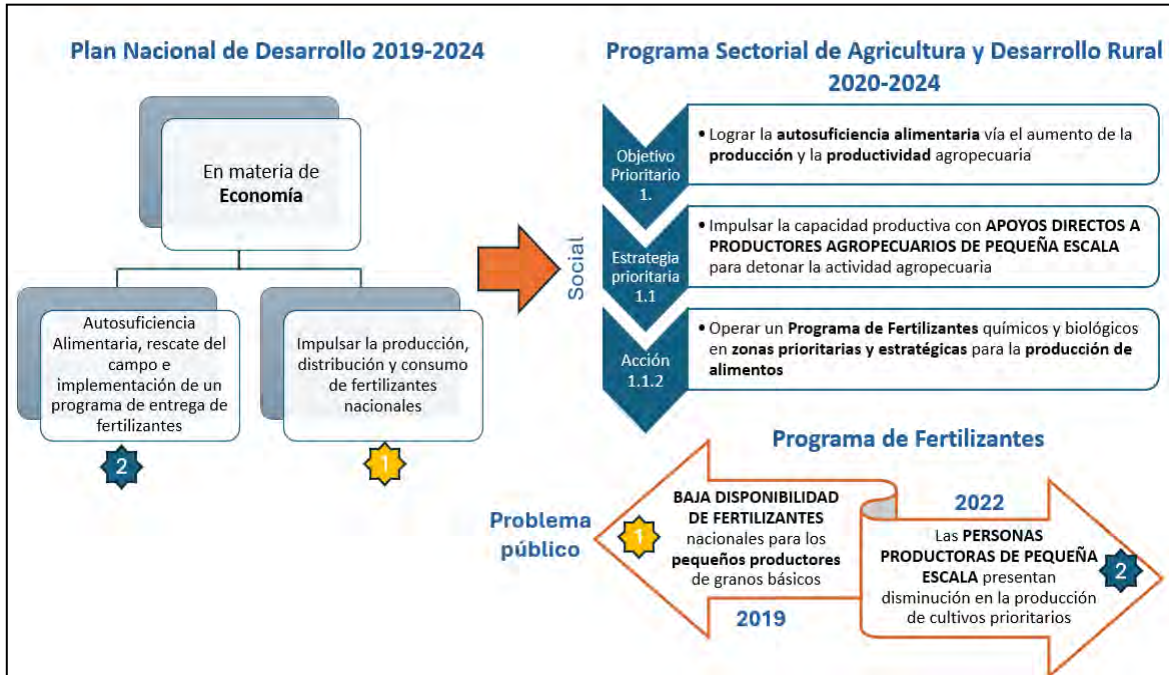 Plan Nacional de Desarrollo 2019-2024
En materia de
Economía
Autosuficiencia
Alimentaria, rescate del
campo e
implementación de un
programa de entrega de
fertilizantes
2
Impulsar la producción,
distribución y consumo
de fertilizantes
nacionales
1
Programa Sectorial de Agricultura y Desarrollo Rural
2020-2024
Social
Objetivo
Prioritario
1.
• Lograr la autosuficiencia alimentaria vía el aumento de la
producción y la productividad agropecuaria
Estrategia
prioritaria
1.1
• Impulsar la capacidad productiva con APOYOS DIRECTOS A
PRODUCTORES AGROPECUARIOS DE PEQUEÑA ESCALA
para detonar la actividad agropecuaria
Acción
1.1.2
• Operar un Programa de Fertilizantes químicos y biológicos
en zonas prioritarias y estratégicas para la producción de
alimentos
Programa de Fertilizantes
Problema
público
1
BAJA DISPONIBILIDAD
DE FERTILIZANTES
nacionales para los
pequeños productores
de granos básicos
2019
2022
Las PERSONAS
PRODUCTORAS DE PEQUEÑA
ESCALA presentan
disminución en la producción
de cultivos prioritarios
2